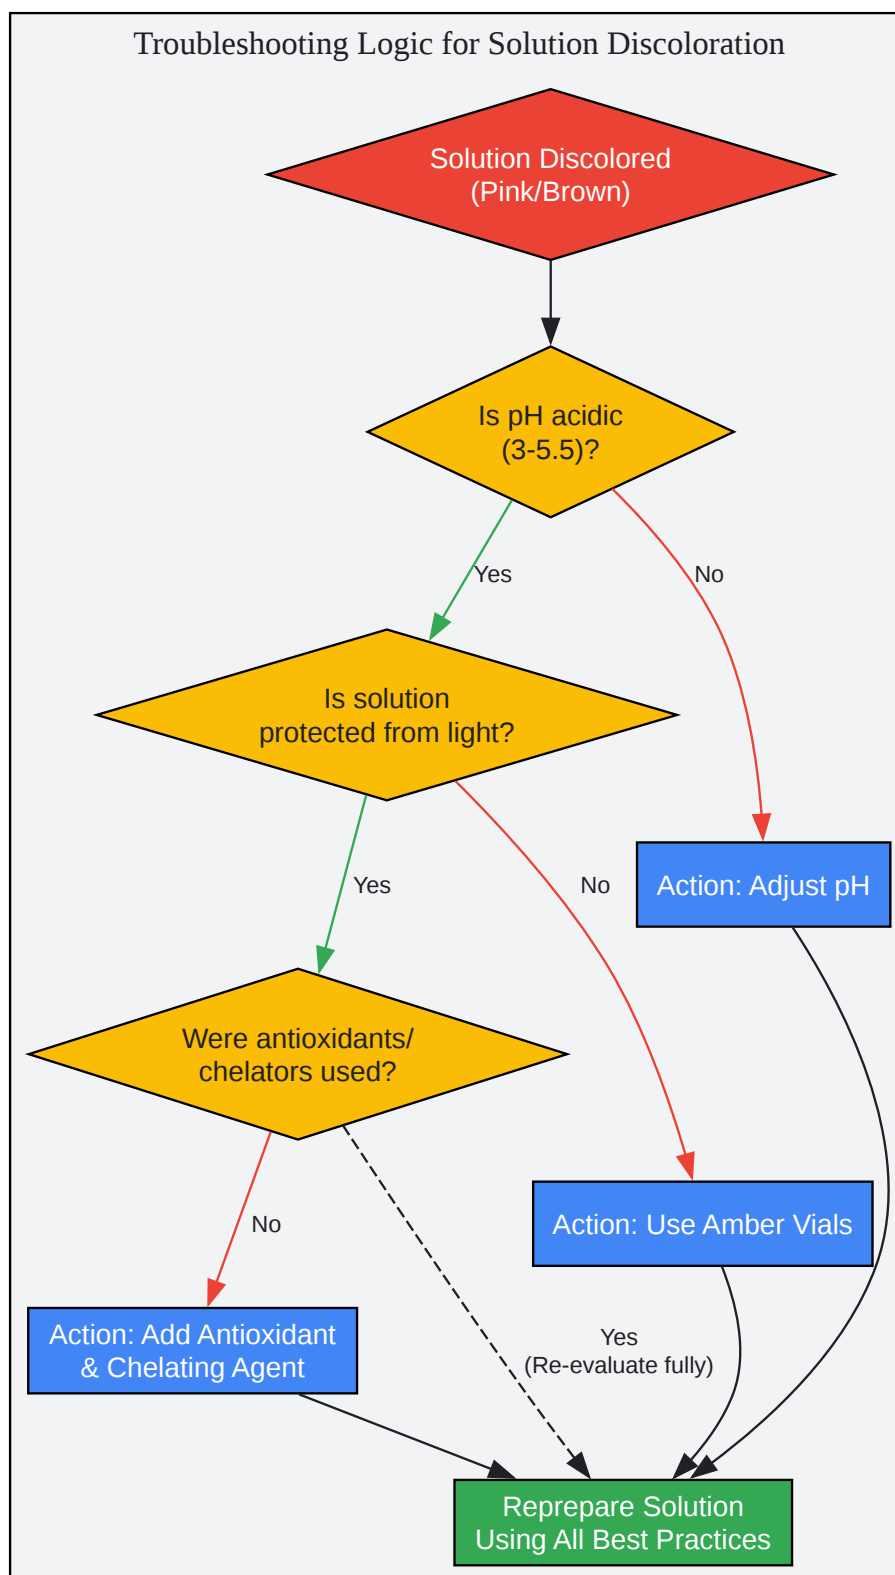 Troubleshooting Logic for Solution Discoloration
Solution Discolored
(Pink/Brown)
Is pH acidic
(3-5.5)?
Yes
No
Is solution
protected from light?
Yes
No
Action: Adjust pH
Were antioxidants/
chelators used?
No
Action: Use Amber Vials
Yes
(Re-evaluate fully)
Action: Add Antioxidant
& Chelating Agent
Reprepare Solution
Using All Best Practices